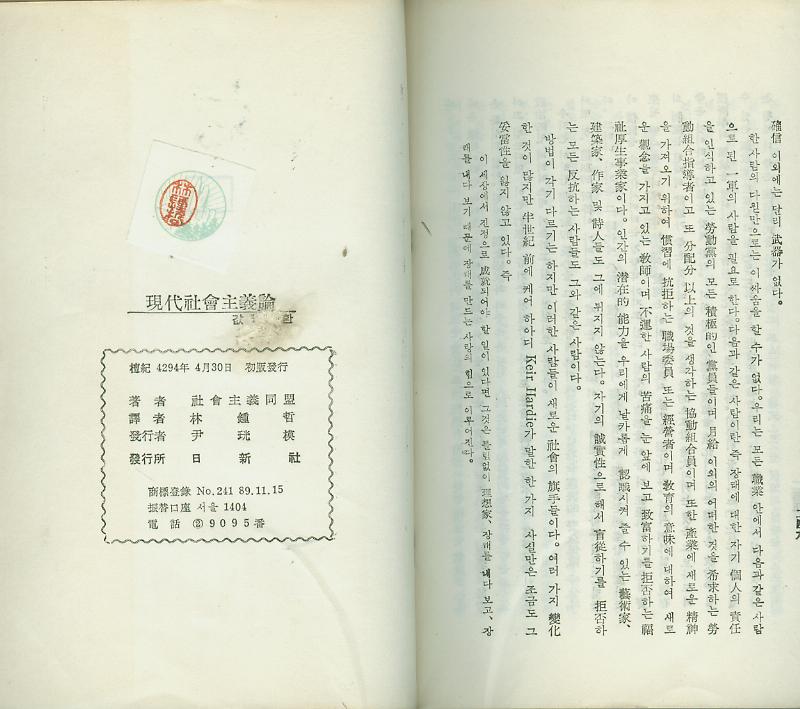 確信 이외에는 달리 武器가 없다.
한사람의 다윈만으로는 이 싸움을 할 수가 없다. 우리는 모든 職業 안에서 다음과 같은 사람
으로 된 一軍의 사람을 필요로 한다. 다음과 같은 사람이란 즉 장래에 대한 자기 個人의 責任
을 인식하고 있는 勞動黨의 모든 積極的인 黨員들이며 月給 이외의 어떠한 것을 希求하는 勞
動組合指導者이고 또 分配分 以上의 것을 생각하는 協動組合員이며 또한 產業에 새로운 精神
을 가져오기 위하여 慣習에 抗拒하는 職場委員 또는 經營者이며 敎育의 意味에 대하여 새로
운 觀念을 가지고 있는 敎師이며 不運한 사람의 苦痛을 눈 앞에 보고 致富하기를 拒否하는 福
祉厚生事業家이다. 인간의 潜在的 能力을 우리에게 날카롭게 認識시켜 줄 수 있는 藝術家、
建築家、作家 및 詩人들도 그에 뒤지지 않는다. 자기의 誠實性으로 해서 盲從하기를 拒否하
는 모든 反抗하는 사람들도 그와 같은 사람이다.
방법이 각기 다르기는 하지만 이러한 사람들이 새로운 社會의 旗手들이다. 여러 가지 變化
한 것이 많지만 半世紀 前에 케어 하아디 Keir Hardie가 말한 한 가지 사실만은 조금도 그
妥當性을 잃지 않고 있다. 즉
이 세상에서 진정으로 成就되어야 할 일이 있다면 그것은 틀림없이 理想家、장래를 내다 보고、장
래를 내다 보기 때문에 장래를 만드는 사랑의 힘으로 이루어진다.
現代社會主義論
값
檀紀 4294年 4月30日 初版發行
著者 社會主義同盟
譯者 林鍾哲
發行者 尹珖模
發行所 日新社
商標登錄 No. 241 89.11.15
振替口座 서울 1404
電話 ② 9095番